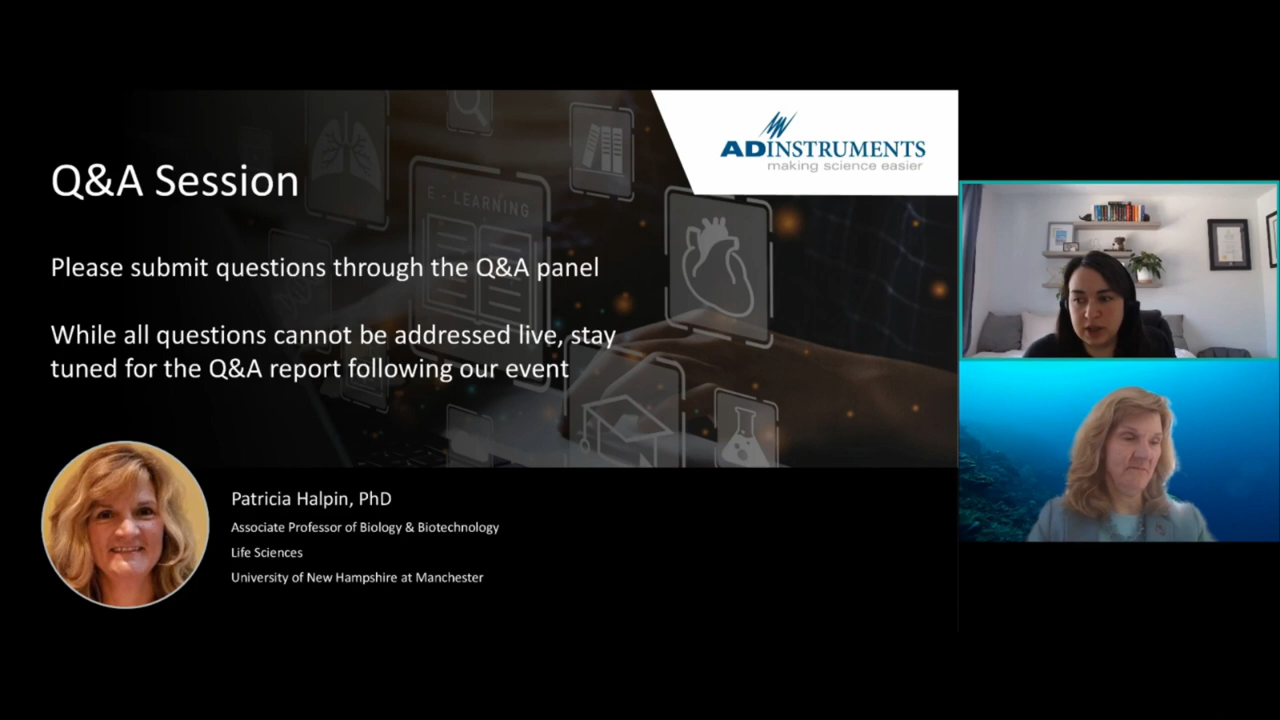 Q&A Session
ADINSTRUMENTS
making science easier
E - LEARNING
Please submit questions through the Q&A panel
While all questions cannot be addressed live, stay
tuned for the Q&A report following our event
Patricia Halpin, PhD
Associate Professor of Biology & Biotechnology
Life Sciences
University of New Hampshire at Manchester